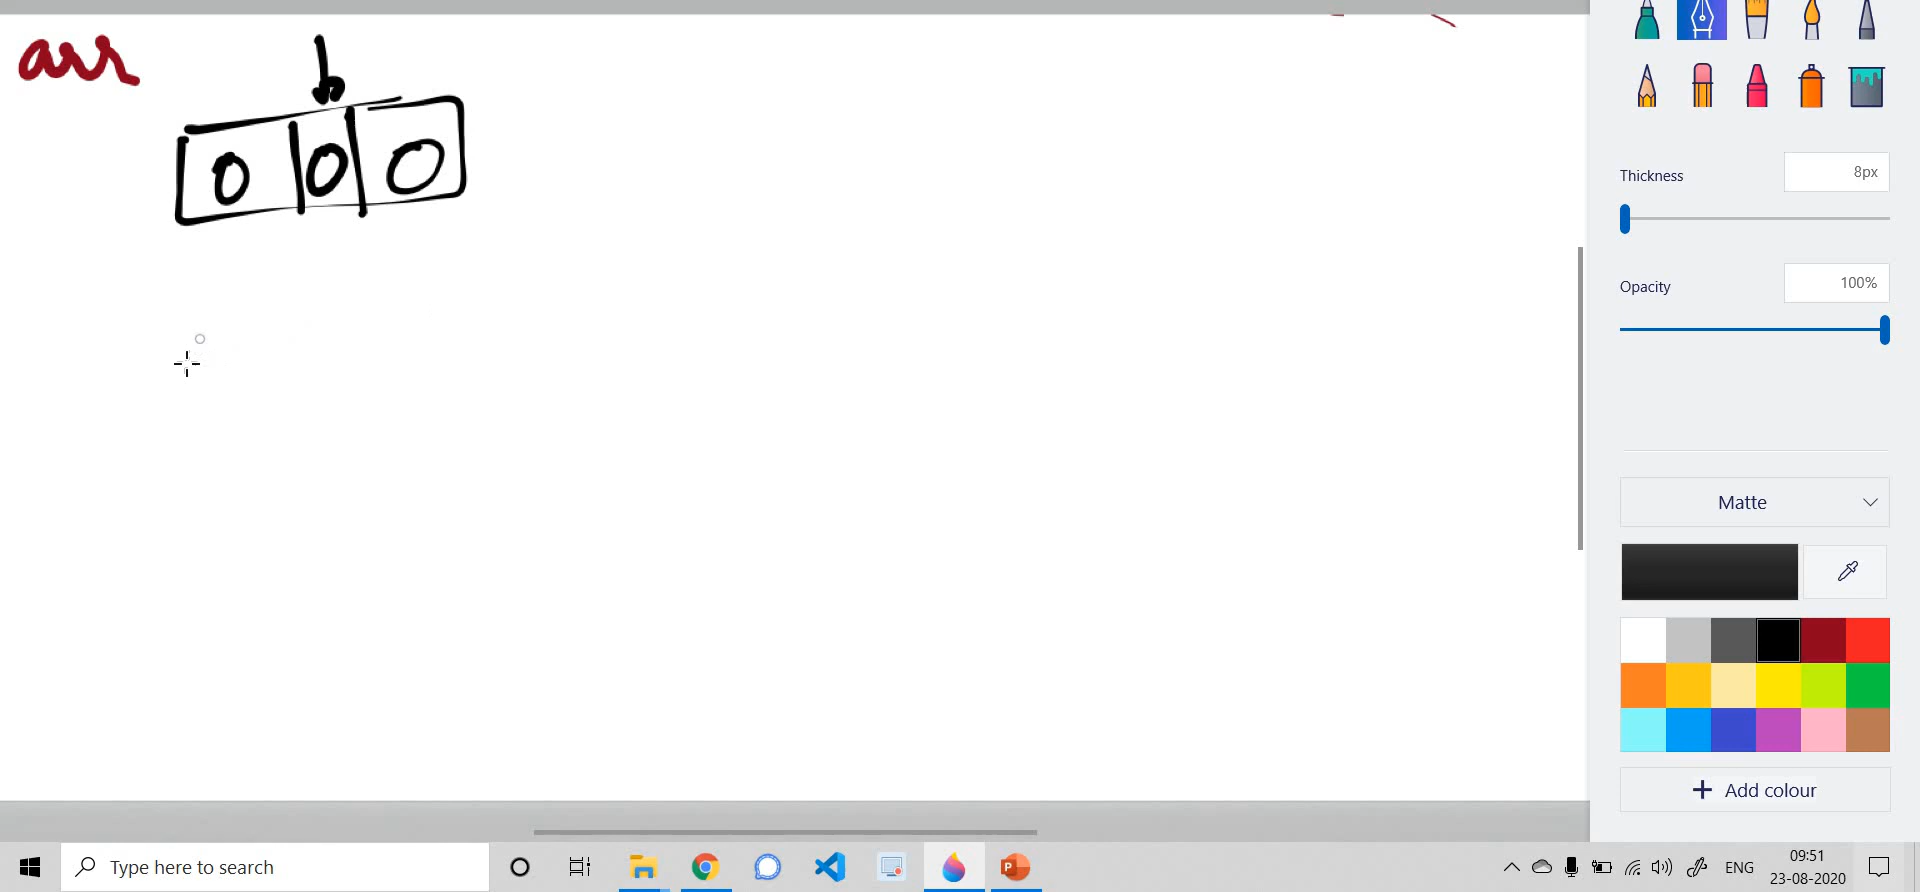 arr
0 0 0
Thickness
8px
Opacity
100%
Matte
Add colour
Type here to search
ENG
09:51
23-08-2020